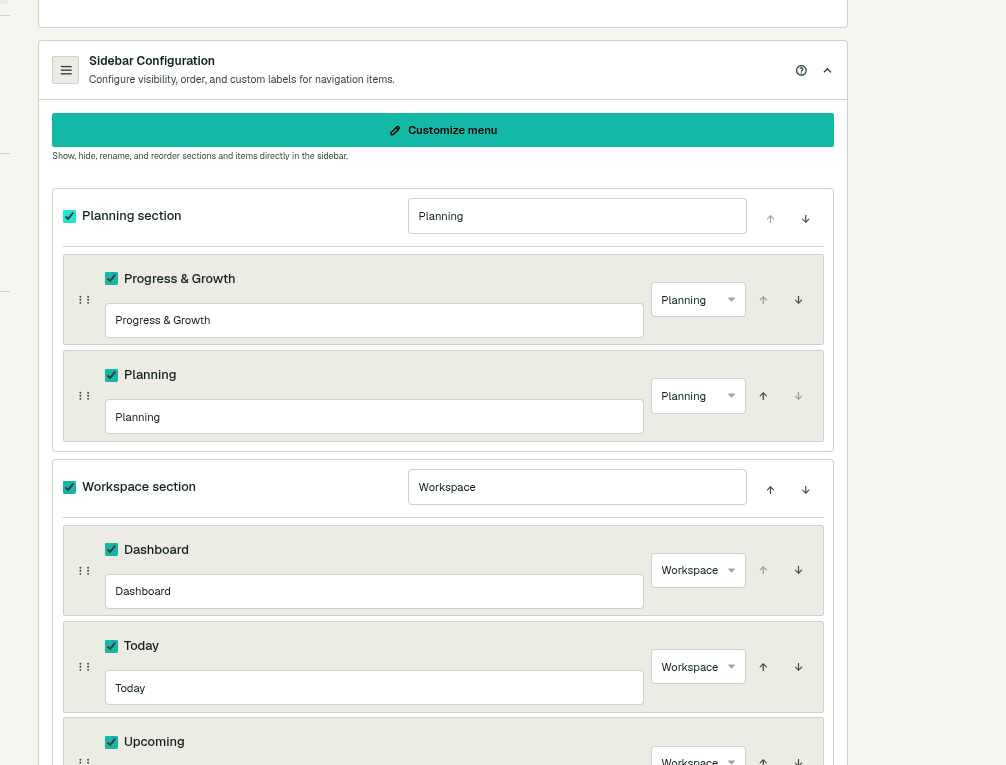 Sidebar Configuration
Configure visibility, order, and custom labels for navigation items.
Customize menu
Show, hide, rename, and reorder sections and items directly in the sidebar.
Planning section
Planning
Progress & Growth
Progress & Growth
Planning
Planning
Planning
Planning
Workspace section
Workspace
Dashboard
Dashboard
Workspace
Today
Today
Workspace
Upcoming
Workspace